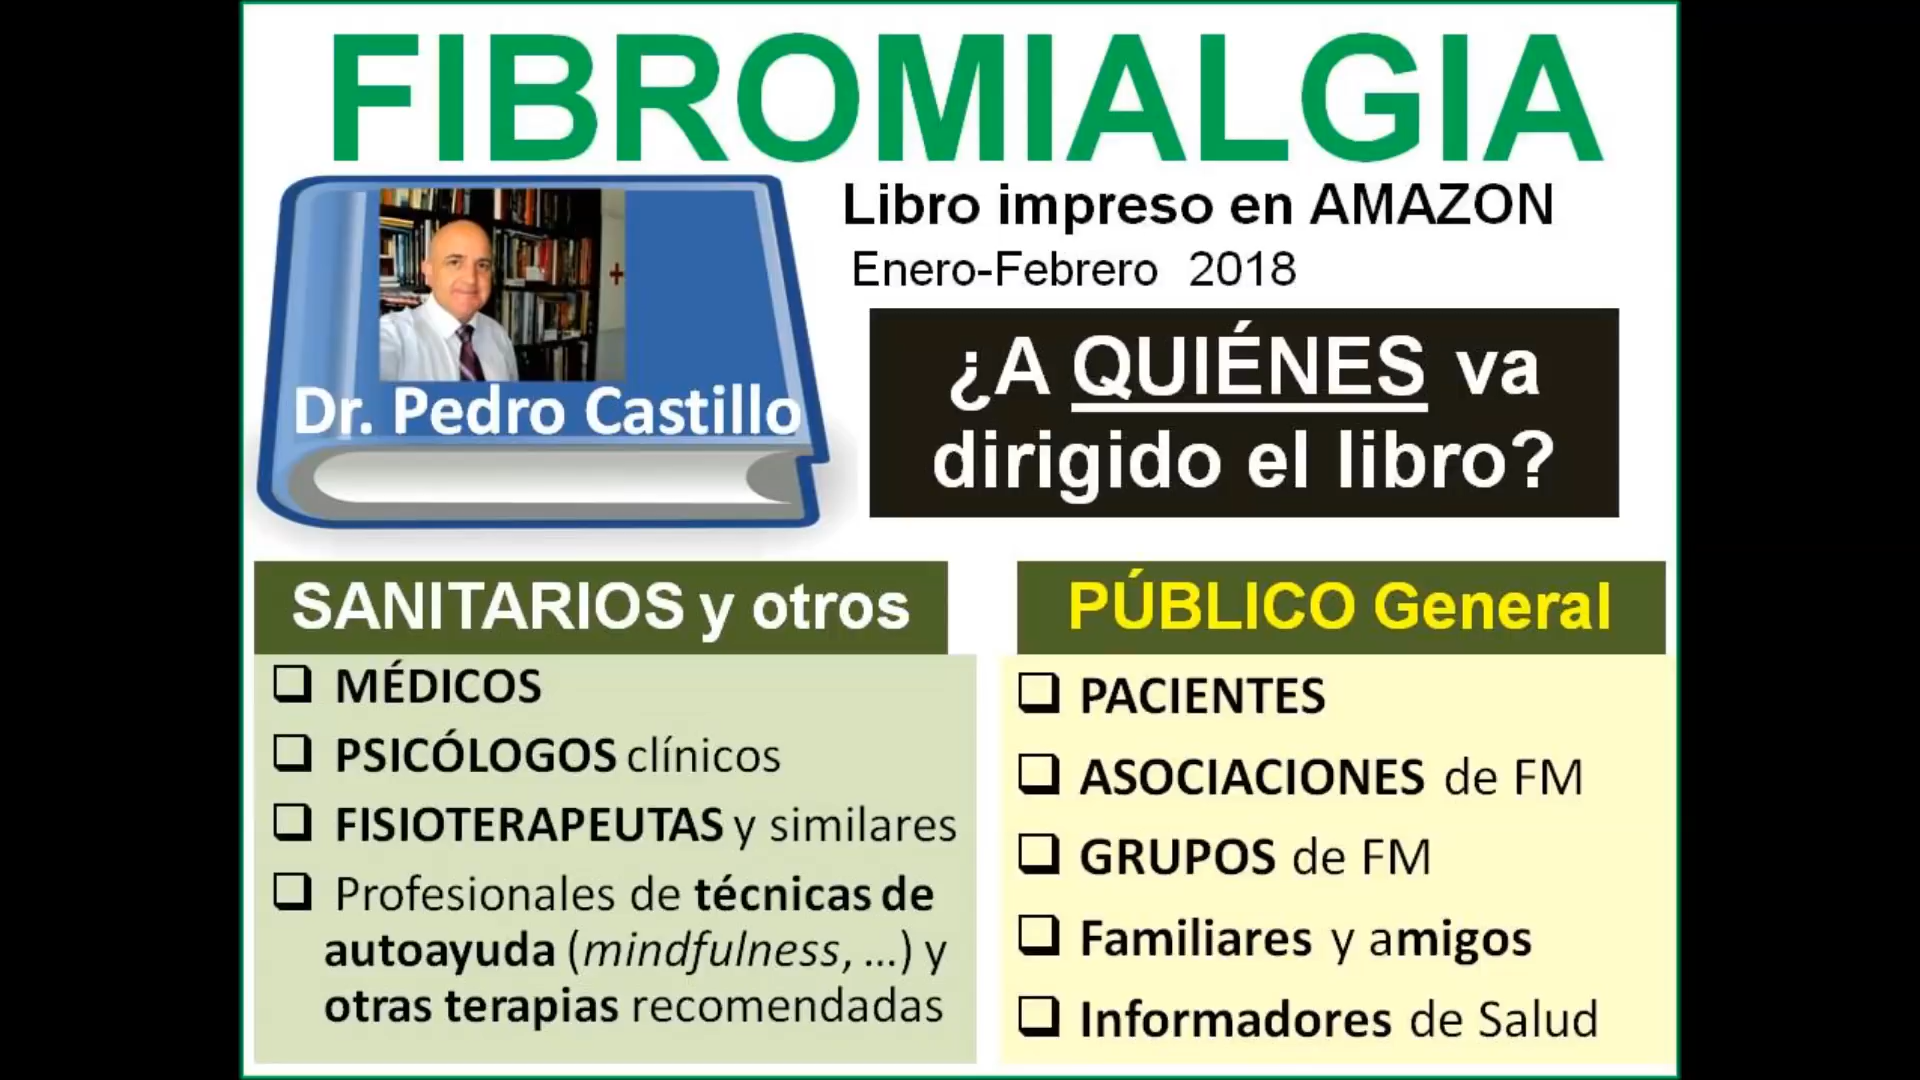 FIBROMIALGIA
Libro impreso en AMAZON
Enero-Febrero 2018
Dr. Pedro Castillo
¿A QUIÉNES va
dirigido el libro?
SANITARIOS y otros
❑ MÉDICOS
❑ PSICÓLOGOS clínicos
❑ FISIOTERAPEUTAS y similares
❑ Profesionales de técnicas de
autoayuda (mindfulness, ...) y
otras terapias recomendadas
PÚBLICO General
❑ PACIENTES
❑ ASOCIACIONES de FM
❑ GRUPOS de FM
❑ Familiares y amigos
❑ Informadores de Salud